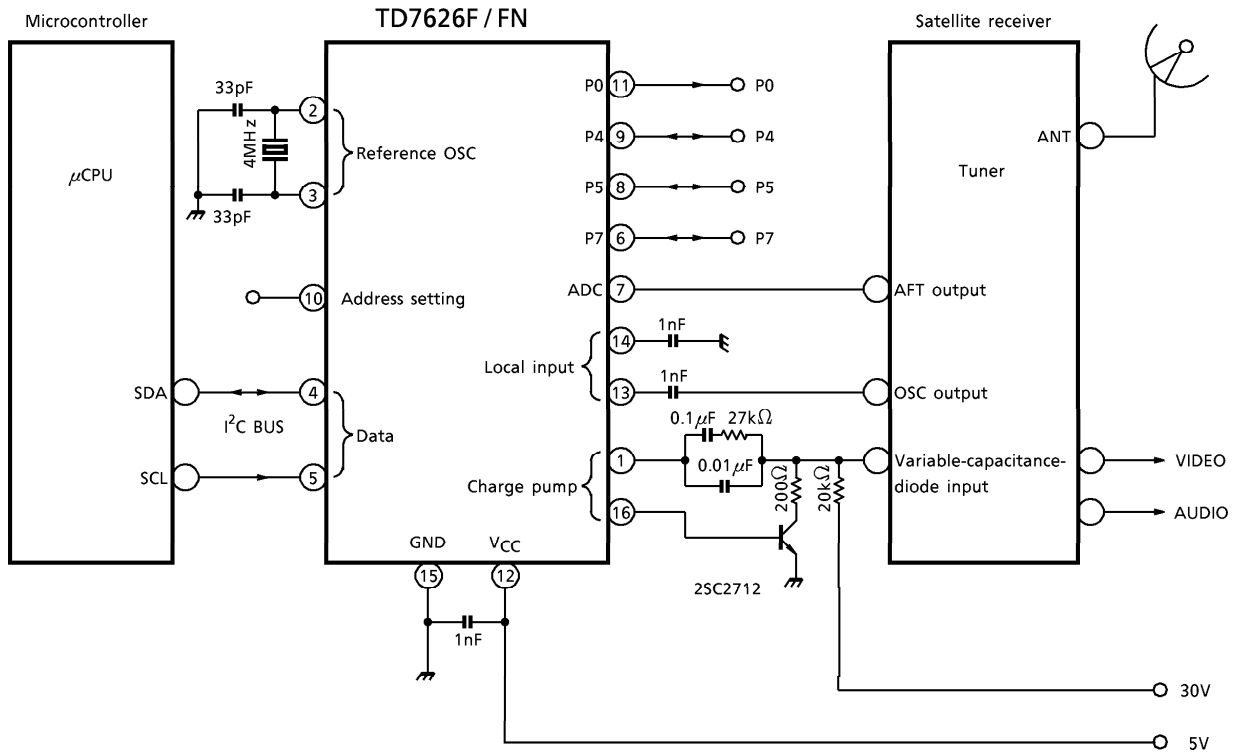 Microcontroller
TD7626F / FN
Satellite receiver
33pF
2
4MHz
Reference OSC
μCPU
3
33pF
P0 11 P0
P4 9 P4
P5 8 P5
P7 6 P7
ANT
Tuner
10 Address setting
ADC 7 AFT output
14 1nF
Local input
13 1nF OSC output
SDA 4
I²C BUS
Data
SCL 5
0.1μF 27kΩ
0.01μF
1
Charge pump
16
200Ω
20kΩ
Variable-capacitance-
diode input
VIDEO
AUDIO
GND VCC
15 12
2SC2712
1nF
30V
5V